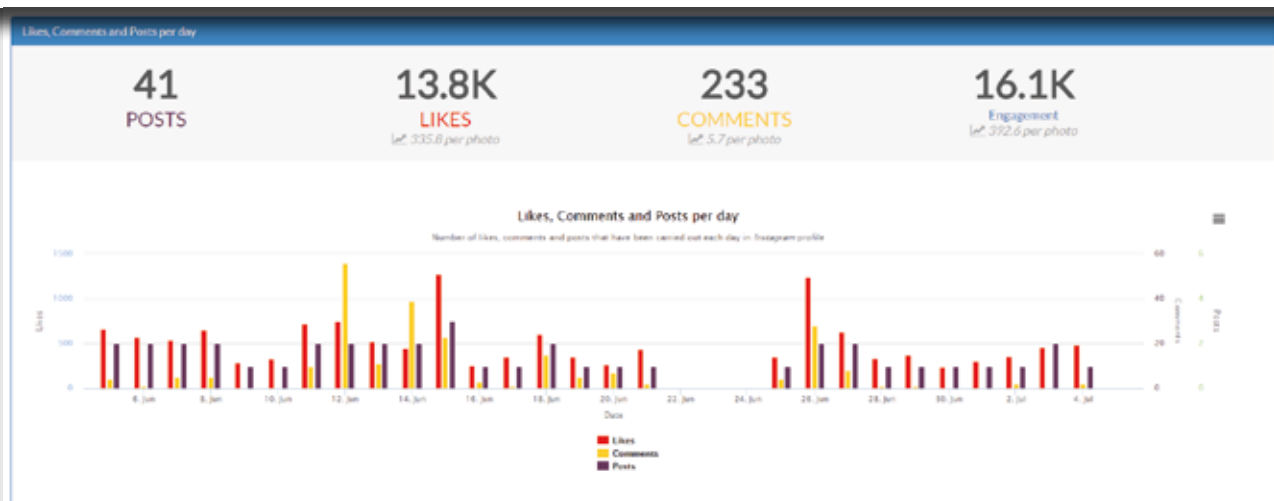 Likes, Comments and Posts per day
41
POSTS
13.8K
LIKES
335.8 per photo
233
COMMENTS
5.7 per photo
16.1K
Engagement
392.6 per photo
Likes, Comments and Posts per day
Number of likes, comments and posts that have been carried out each day in Instagram profile
1500 60 6
1000 40 4
500 20 2
0 0 0
Likes
Comments
Posts
6. Jun 8. Jun 10. Jun 12. Jun 14. Jun 16. Jun 18. Jun 20. Jun 22. Jun 24. Jun 26. Jun 28. Jun 30. Jun 2. Jul 4. Jul
Date
Likes
Comments
Posts